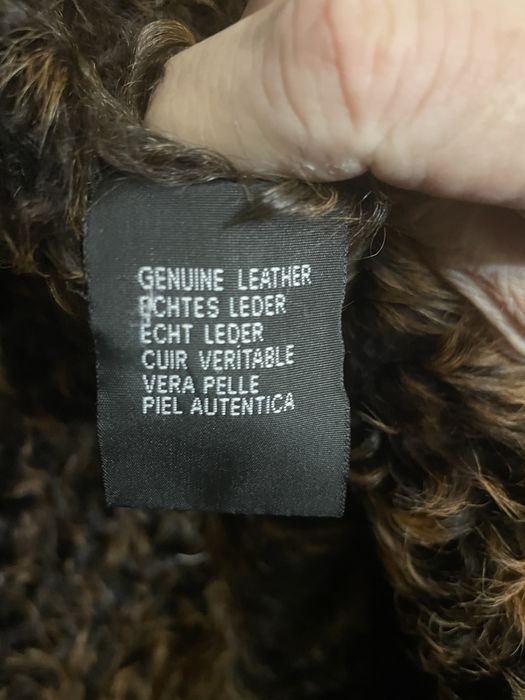 GENUINE LEATHER
ECHTES LEDER
ECHT LEDER
CUIR VERITABLE
VERA PELLE
PIEL AUTENTICA